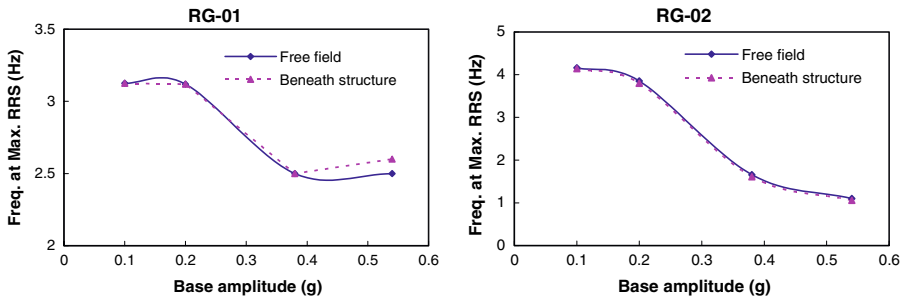 RG-01
Freq. at Max. RRS (Hz)
3.5
3
2.5
2
0
0.1
0.2
0.3
0.4
0.5
0.6
Base amplitude (g)
Free field
Beneath structure
RG-02
Freq. at Max. RRS (Hz)
5
4
3
2
1
0
0
0.1
0.2
0.3
0.4
0.5
0.6
Base amplitude (g)
Free field
Beneath structure